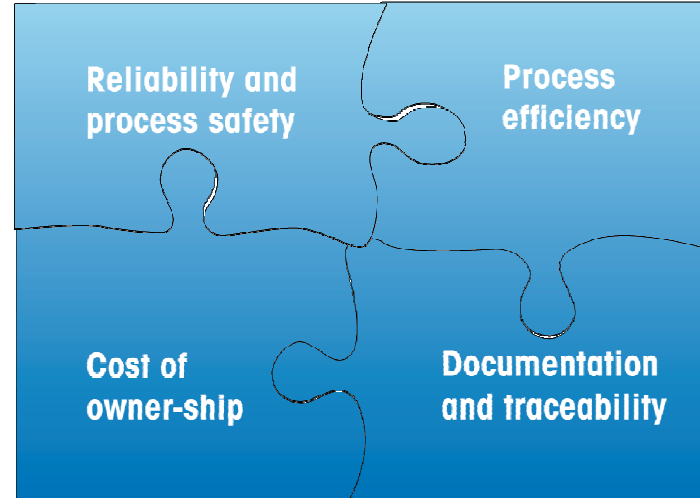 Reliability and
process safety
Process
efficiency
Cost of
owner-ship
Documentation
and traceability